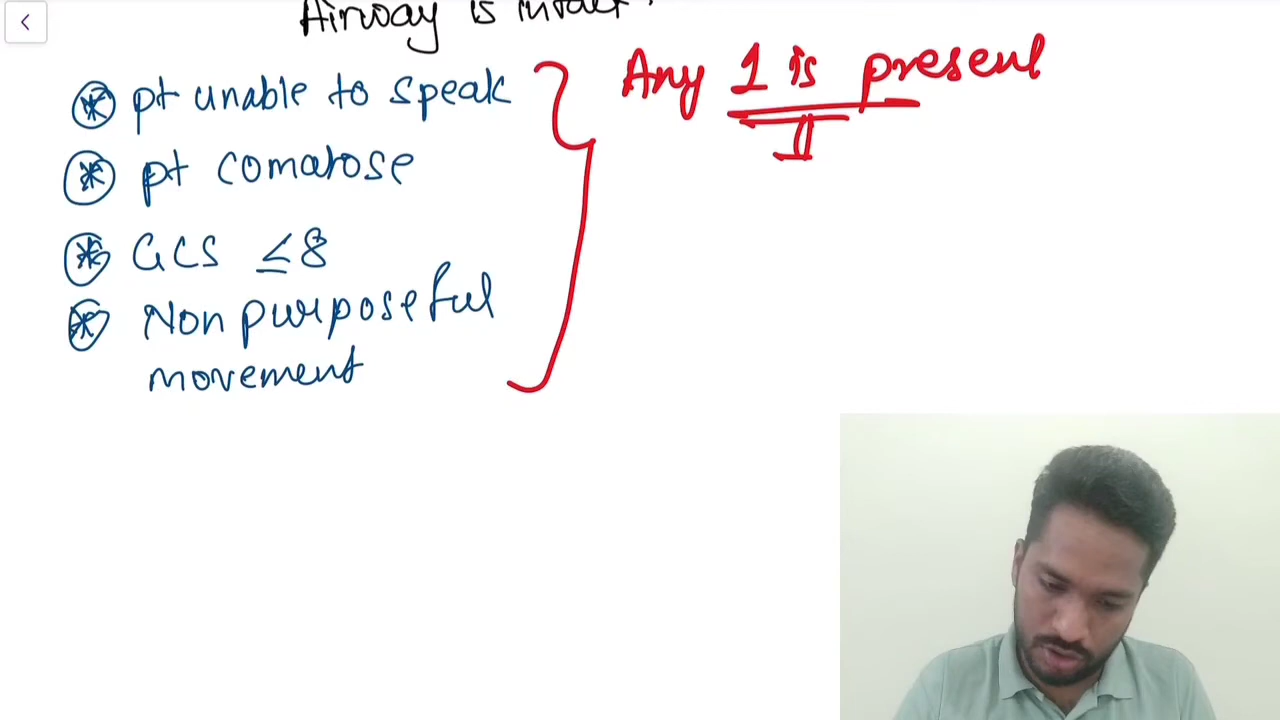 Airway is intact.
pt unable to speak
pt comatose
GCS ≤8
Non purposeful
movement
Any 1 is present